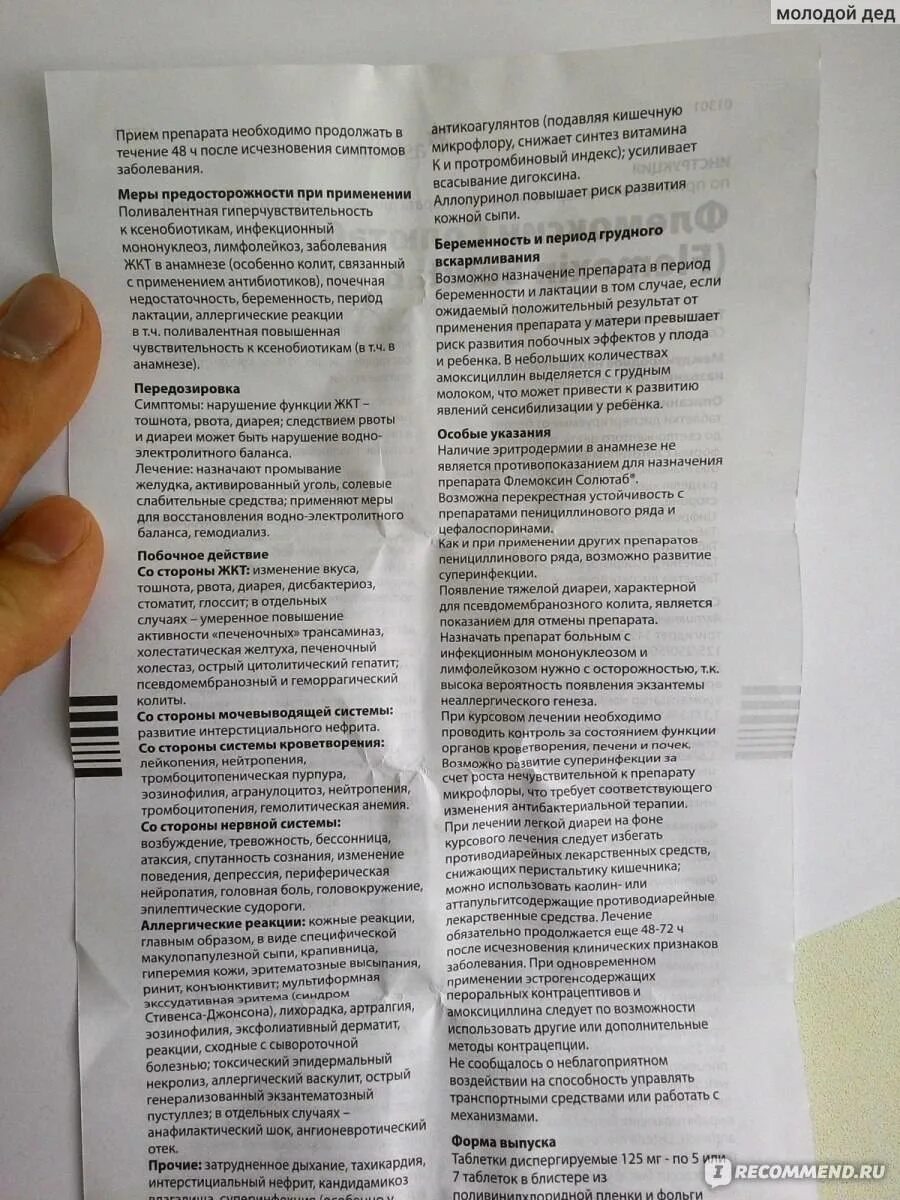 молодой дед
Прием препарата необходимо продолжать в
течение 48 ч после исчезновения симптомов
заболевания.
Меры предосторожности при применении
Поливалентная гиперчувствительность
к ксенобиотикам, инфекционный
мононуклеоз, лимфолейкоз, заболевания
ЖКТ в анамнезе (особенно колит, связанный
с применением антибиотиков), почечная
недостаточность, беременность, период
лактации, аллергические реакции
в т.ч. поливалентная повышенная
чувствительность к ксенобиотикам (в т.ч. в
анамнезе).
Передозировка
Симптомы: нарушение функции ЖКТ –
тошнота, рвота, диарея; следствием рвоты
и диареи может быть нарушение водно-
электролитного баланса.
Лечение: назначают промывание
желудка, активированный уголь, солевые
слабительные средства; применяют меры
для восстановления водно-электролитного
баланса, гемодиализ.
Побочное действие
Со стороны ЖКТ: изменение вкуса,
тошнота, рвота, диарея, дисбактериоз,
стоматит, глоссит; в отдельных
случаях – умеренное повышение
активности «печеночных» трансаминаз,
холестатическая желтуха, печеночный
холестаз, острый цитолитический гепатит;
псевдомембранозный и геморрагический
колиты.
Со стороны мочевыводящей системы:
развитие интерстициального нефрита.
Со стороны системы кроветворения:
лейкопения, нейтропения,
тромбоцитопеническая пурпура,
эозинофилия, агранулоцитоз, нейтропения,
тромбоцитопения, гемолитическая анемия.
Со стороны нервной системы:
возбуждение, тревожность, бессонница,
атаксия, спутанность сознания, изменение
поведения, депрессия, периферическая
нейропатия, головная боль, головокружение,
эпилептические судороги.
Аллергические реакции: кожные реакции,
главным образом, в виде специфической
макулопапулезной сыпи, крапивница,
гиперемия кожи, эритематозные высыпания,
ринит, конъюнктивит; мультиформная
экссудативная эритема (синдром
Стивенса-Джонсона), лихорадка, артралгия,
эозинофилия, эксфолиативный дерматит,
реакции, сходные с сывороточной
болезнью; токсический эпидермальный
некролиз, аллергический васкулит, острый
генерализованный экзантематозный
пустуллез; в отдельных случаях –
анафилактический шок, ангионевротический
отек.
Прочие: затрудненное дыхание, тахикардия,
интерстициальный нефрит, кандидамикоз
влагалища, суперинфекция (особенно у
антикоагулянтов (подавляя кишечную
микрофлору, снижает синтез витамина
К и протромбиновый индекс); усиливает
всасывание дигоксина.
Аллопуринол повышает риск развития
кожной сыпи.
Беременность и период грудного
вскармливания
Возможно назначение препарата в период
беременности и лактации в том случае, если
ожидаемый положительный результат от
применения препарата у матери превышает
риск развития побочных эффектов у плода
и ребенка. В небольших количествах
амоксициллин выделяется с грудным
молоком, что может привести к развитию
явлений сенсибилизации у ребёнка.
Особые указания
Наличие эритродермии в анамнезе не
является противопоказанием для назначения
препарата Флемоксин Солютаб®.
Возможна перекрестная устойчивость с
препаратами пенициллинового ряда и
цефалоспоринами.
Как и при применении других препаратов
пенициллинового ряда, возможно развитие
суперинфекции.
Появление тяжелой диареи, характерной
для псевдомембранозного колита, является
показанием для отмены препарата.
Назначать препарат больным с
инфекционным мононуклеозом и
лимфолейкозом нужно с осторожностью, т.к.
высока вероятность появления экзантемы
неаллергического генеза.
При курсовом лечении необходимо
проводить контроль за состоянием функции
органов кроветворения, печени и почек.
Возможно развитие суперинфекции за
счет роста нечувствительной к препарату
микрофлоры, что требует соответствующего
изменения антибактериальной терапии.
При лечении легкой диареи на фоне
курсового лечения следует избегать
противодиарейных лекарственных средств,
снижающих перистальтику кишечника;
можно использовать каолин- или
аттапульгитсодержащие противодиарейные
лекарственные средства. Лечение
обязательно продолжается еще 48-72 ч
после исчезновения клинических признаков
заболевания. При одновременном
применении эстрогенсодержащих
пероральных контрацептивов и
амоксициллина следует по возможности
использовать другие или дополнительные
методы контрацепции.
Не сообщалось о неблагоприятном
воздействии на способность управлять
транспортными средствами или работать с
механизмами.
Форма выпуска
Таблетки диспергируемые 125 мг - по 5 или
7 таблеток в блистере из
поливинилхлоридной пленки и фольги
IRECOMMEND.RU